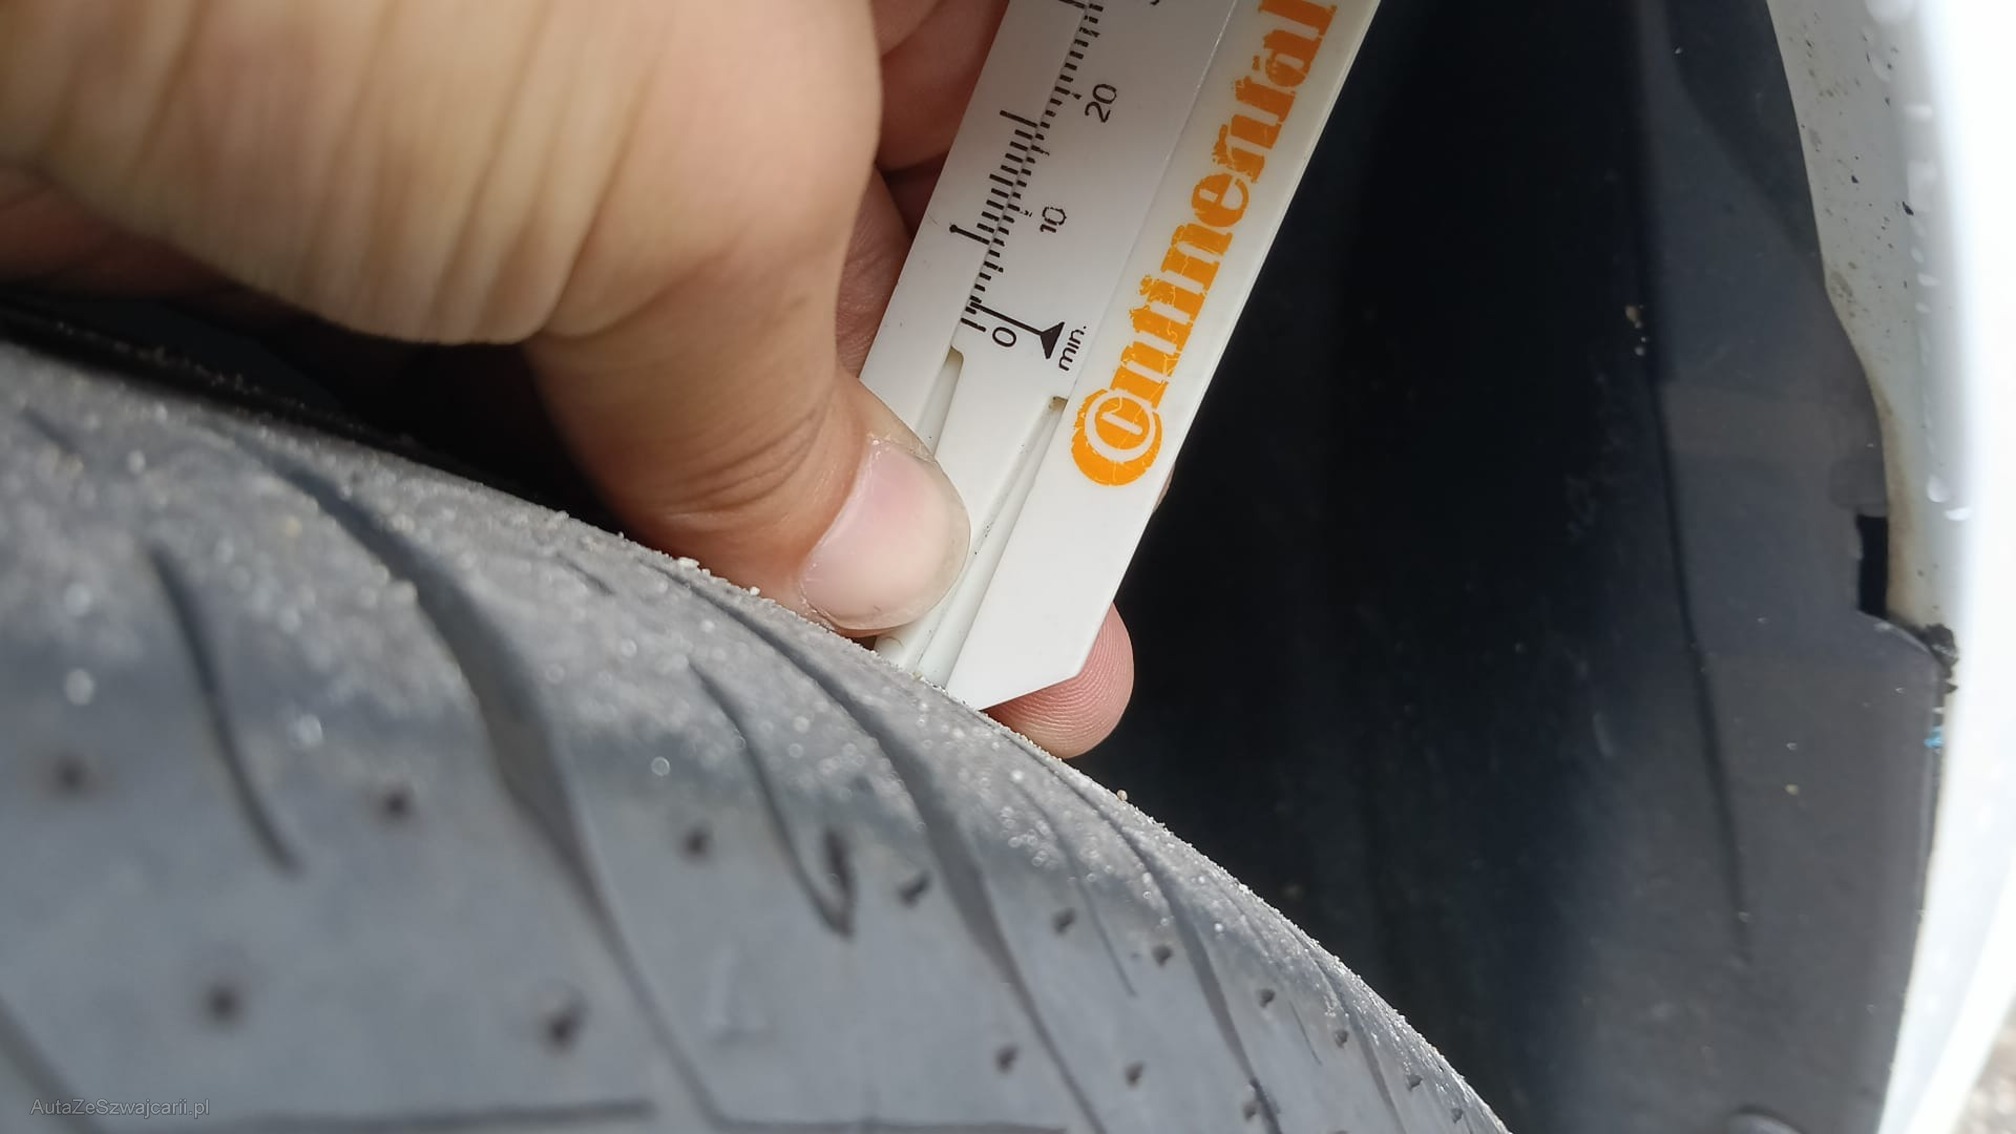 Continental
20
10
0
min.
AutaZeSzwajcarii.pl